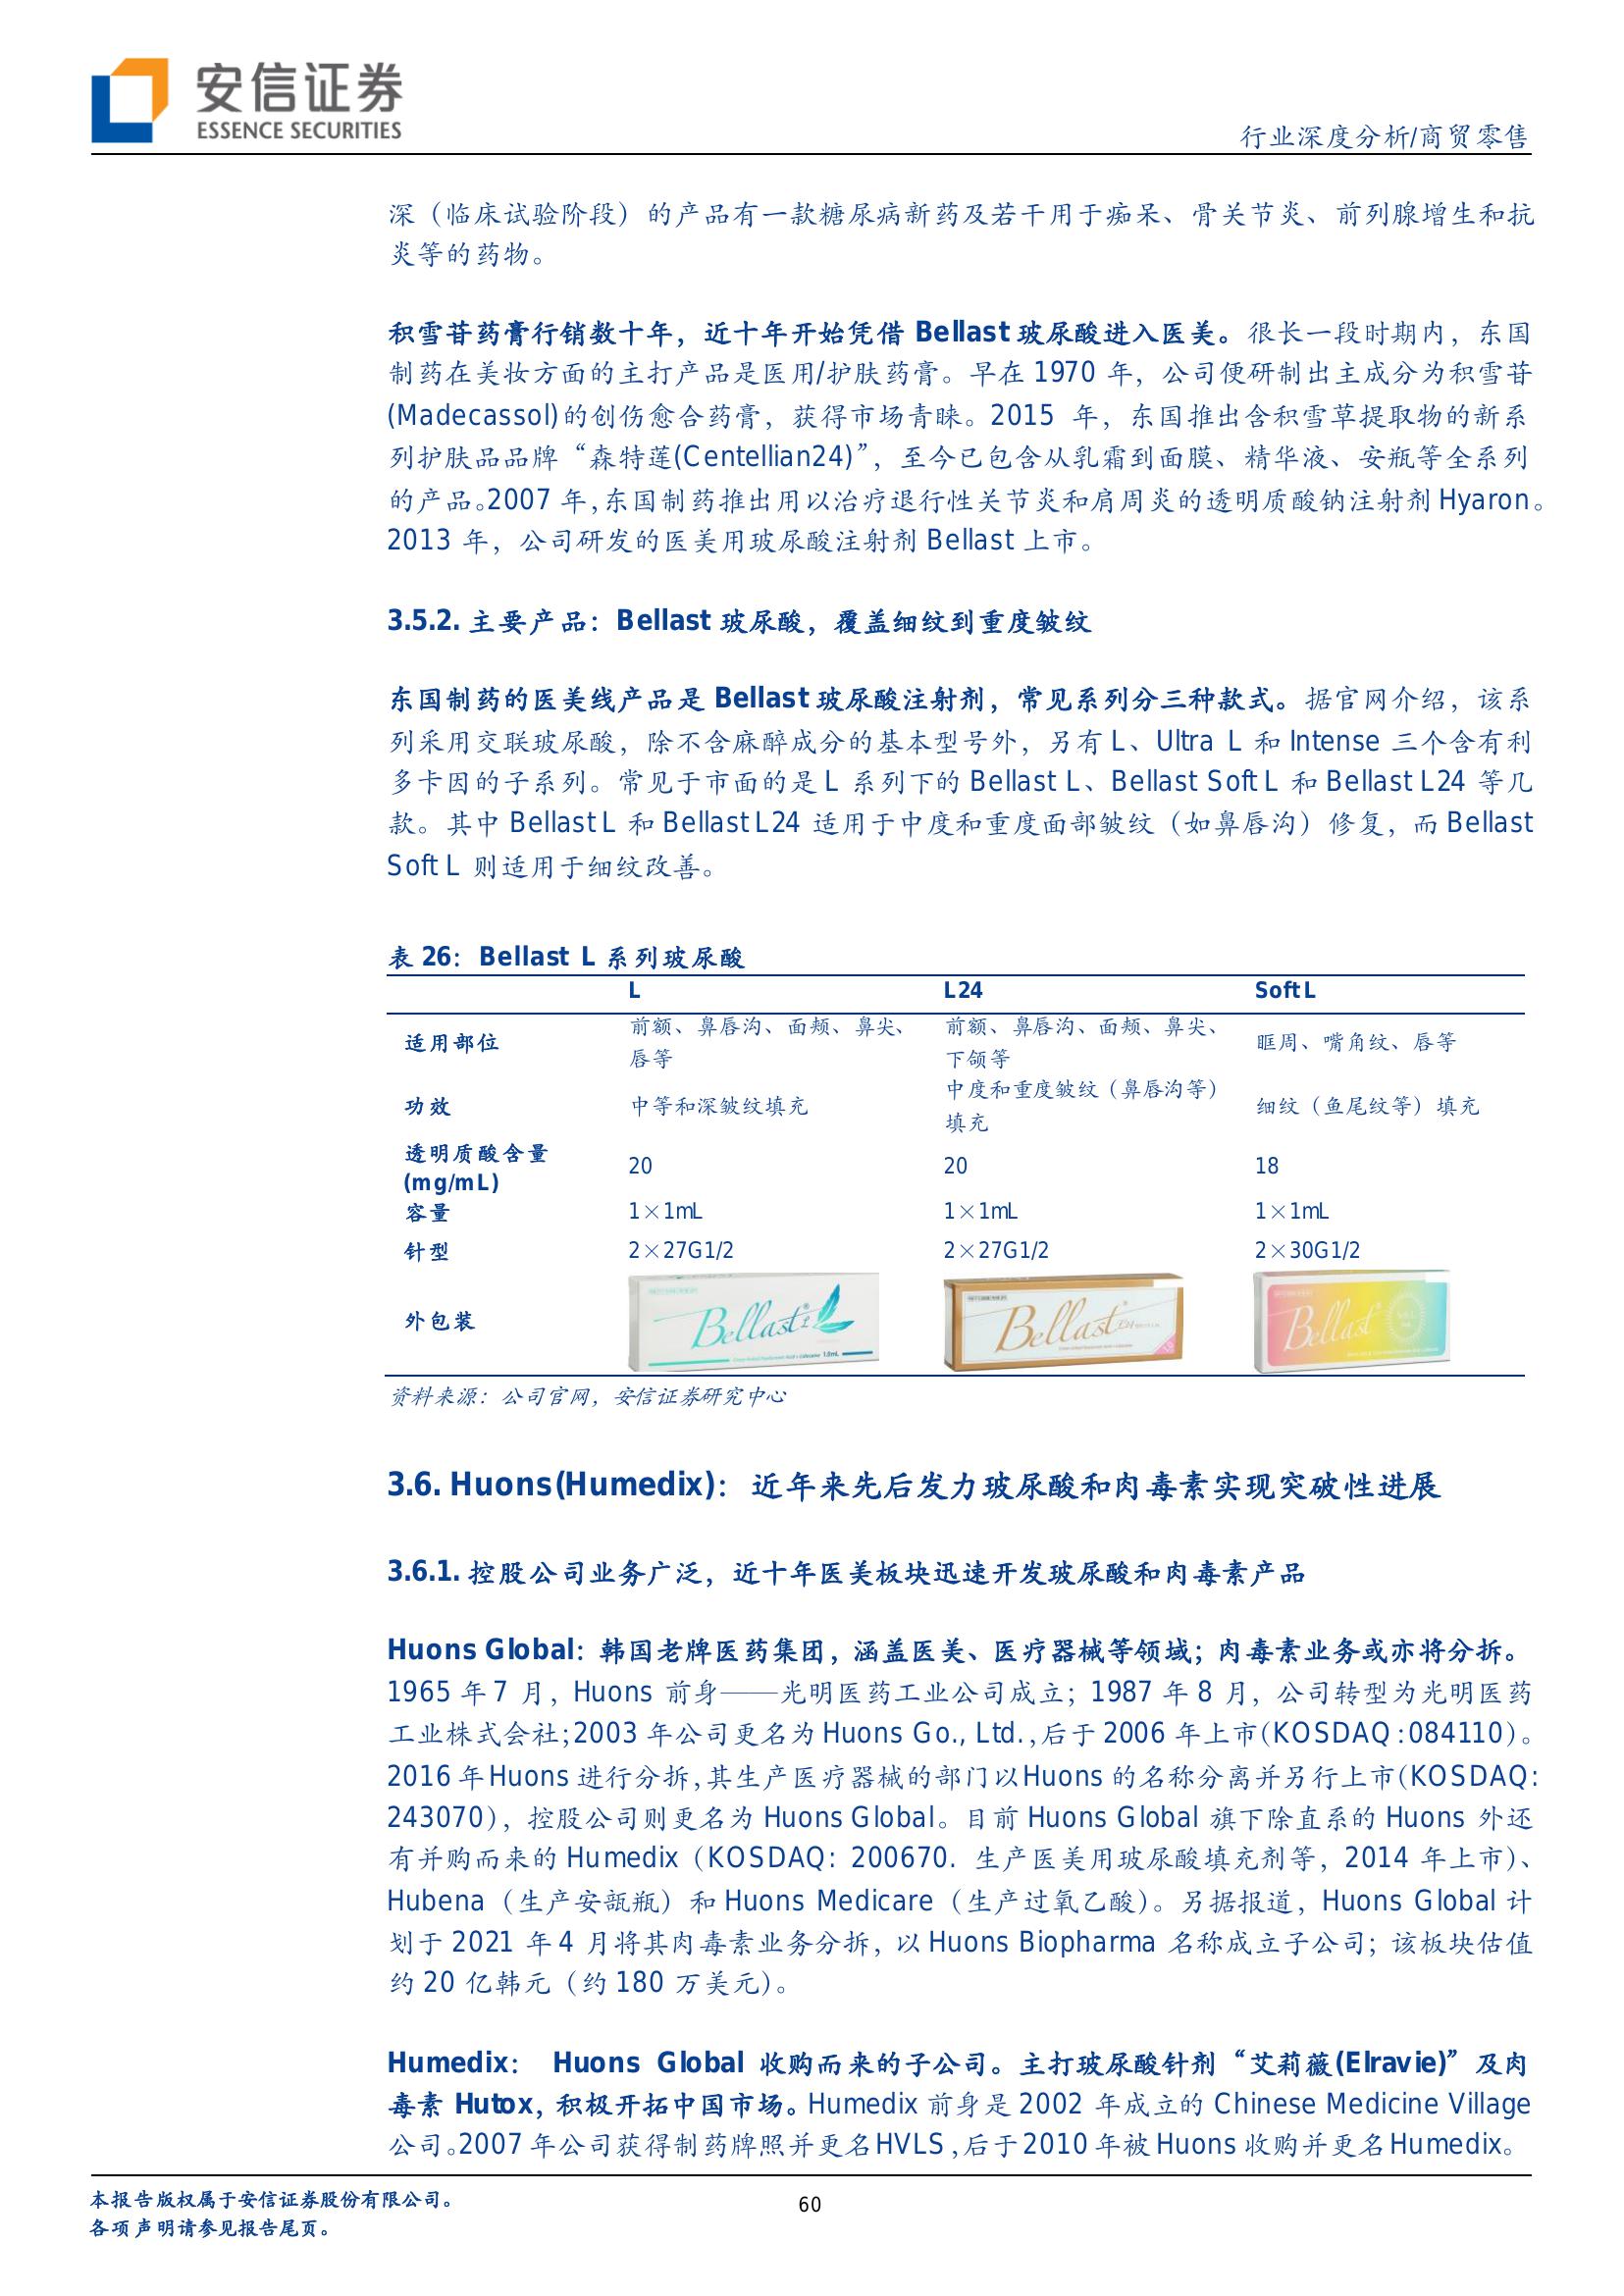 安信证券
ESSENCE SECURITIES
行业深度分析/商贸零售
深（临床试验阶段）的产品有一款糖尿病新药及若干用于痴呆、骨关节炎、前列腺增生和抗
炎等的药物。
积雪苷药膏行销数十年，近十年开始凭借 Bellast 玻尿酸进入医美。很长一段时期内，东国
制药在美妆方面的主打产品是医用/护肤药膏。早在 1970 年，公司便研制出主成分为积雪苷
(Madecassol)的创伤愈合药膏，获得市场青睐。2015 年，东国推出含积雪草提取物的新系
列护肤品品牌“森特莲(Centellian24)”，至今已包含从乳霜到面膜、精华液、安瓶等全系列
的产品。2007 年，东国制药推出用以治疗退行性关节炎和肩周炎的透明质酸钠注射剂 Hyaron。
2013 年，公司研发的医美用玻尿酸注射剂 Bellast 上市。
3.5.2. 主要产品：Bellast 玻尿酸，覆盖细纹到重度皱纹
东国制药的医美线产品是 Bellast 玻尿酸注射剂，常见系列分三种款式。据官网介绍，该系
列采用交联玻尿酸，除不含麻醉成分的基本型号外，另有 L、Ultra L 和 Intense 三个含有利
多卡因的子系列。常见于市面的是 L 系列下的 Bellast L、Bellast Soft L 和 Bellast L24 等几
款。其中 Bellast L 和 Bellast L24 适用于中度和重度面部皱纹（如鼻唇沟）修复，而 Bellast
Soft L 则适用于细纹改善。
表 26：Bellast L 系列玻尿酸
L L24 Soft L
适用部位 前额、鼻唇沟、面颊、鼻尖、唇等 前额、鼻唇沟、面颊、鼻尖、下颌等 眶周、嘴角纹、唇等
功效 中等和深皱纹填充 中度和重度皱纹（鼻唇沟等）填充 细纹（鱼尾纹等）填充
透明质酸含量(mg/mL) 20 20 18
容量 1×1mL 1×1mL 1×1mL
针型 2×27G1/2 2×27G1/2 2×30G1/2
外包装 Bellast L 1.0mL Bellast L24 Bellast
资料来源：公司官网，安信证券研究中心
3.6. Huons(Humedix)：近年来先后发力玻尿酸和肉毒素实现突破性进展
3.6.1. 控股公司业务广泛，近十年医美板块迅速开发玻尿酸和肉毒素产品
Huons Global：韩国老牌医药集团，涵盖医美、医疗器械等领域；肉毒素业务或亦将分拆。
1965 年 7 月，Huons 前身——光明医药工业公司成立；1987 年 8 月，公司转型为光明医药
工业株式会社；2003 年公司更名为 Huons Go., Ltd.，后于 2006 年上市(KOSDAQ:084110)。
2016 年 Huons 进行分拆，其生产医疗器械的部门以 Huons 的名称分离并另行上市(KOSDAQ:
243070)，控股公司则更名为 Huons Global。目前 Huons Global 旗下除直系的 Huons 外还
有并购而来的 Humedix（KOSDAQ: 200670. 生产医美用玻尿酸填充剂等，2014 年上市)、
Hubena（生产安瓿瓶）和 Huons Medicare（生产过氧乙酸)。另据报道，Huons Global 计
划于 2021 年 4 月将其肉毒素业务分拆，以 Huons Biopharma 名称成立子公司；该板块估值
约 20 亿韩元（约 180 万美元)。
Humedix： Huons Global 收购而来的子公司。主打玻尿酸针剂“艾莉薇(Elravie)”及肉
毒素 Hutox，积极开拓中国市场。Humedix 前身是 2002 年成立的 Chinese Medicine Village
公司。2007 年公司获得制药牌照并更名 HVLS，后于 2010 年被 Huons 收购并更名 Humedix。
本报告版权属于安信证券股份有限公司。
各项声明请参见报告尾页。
60